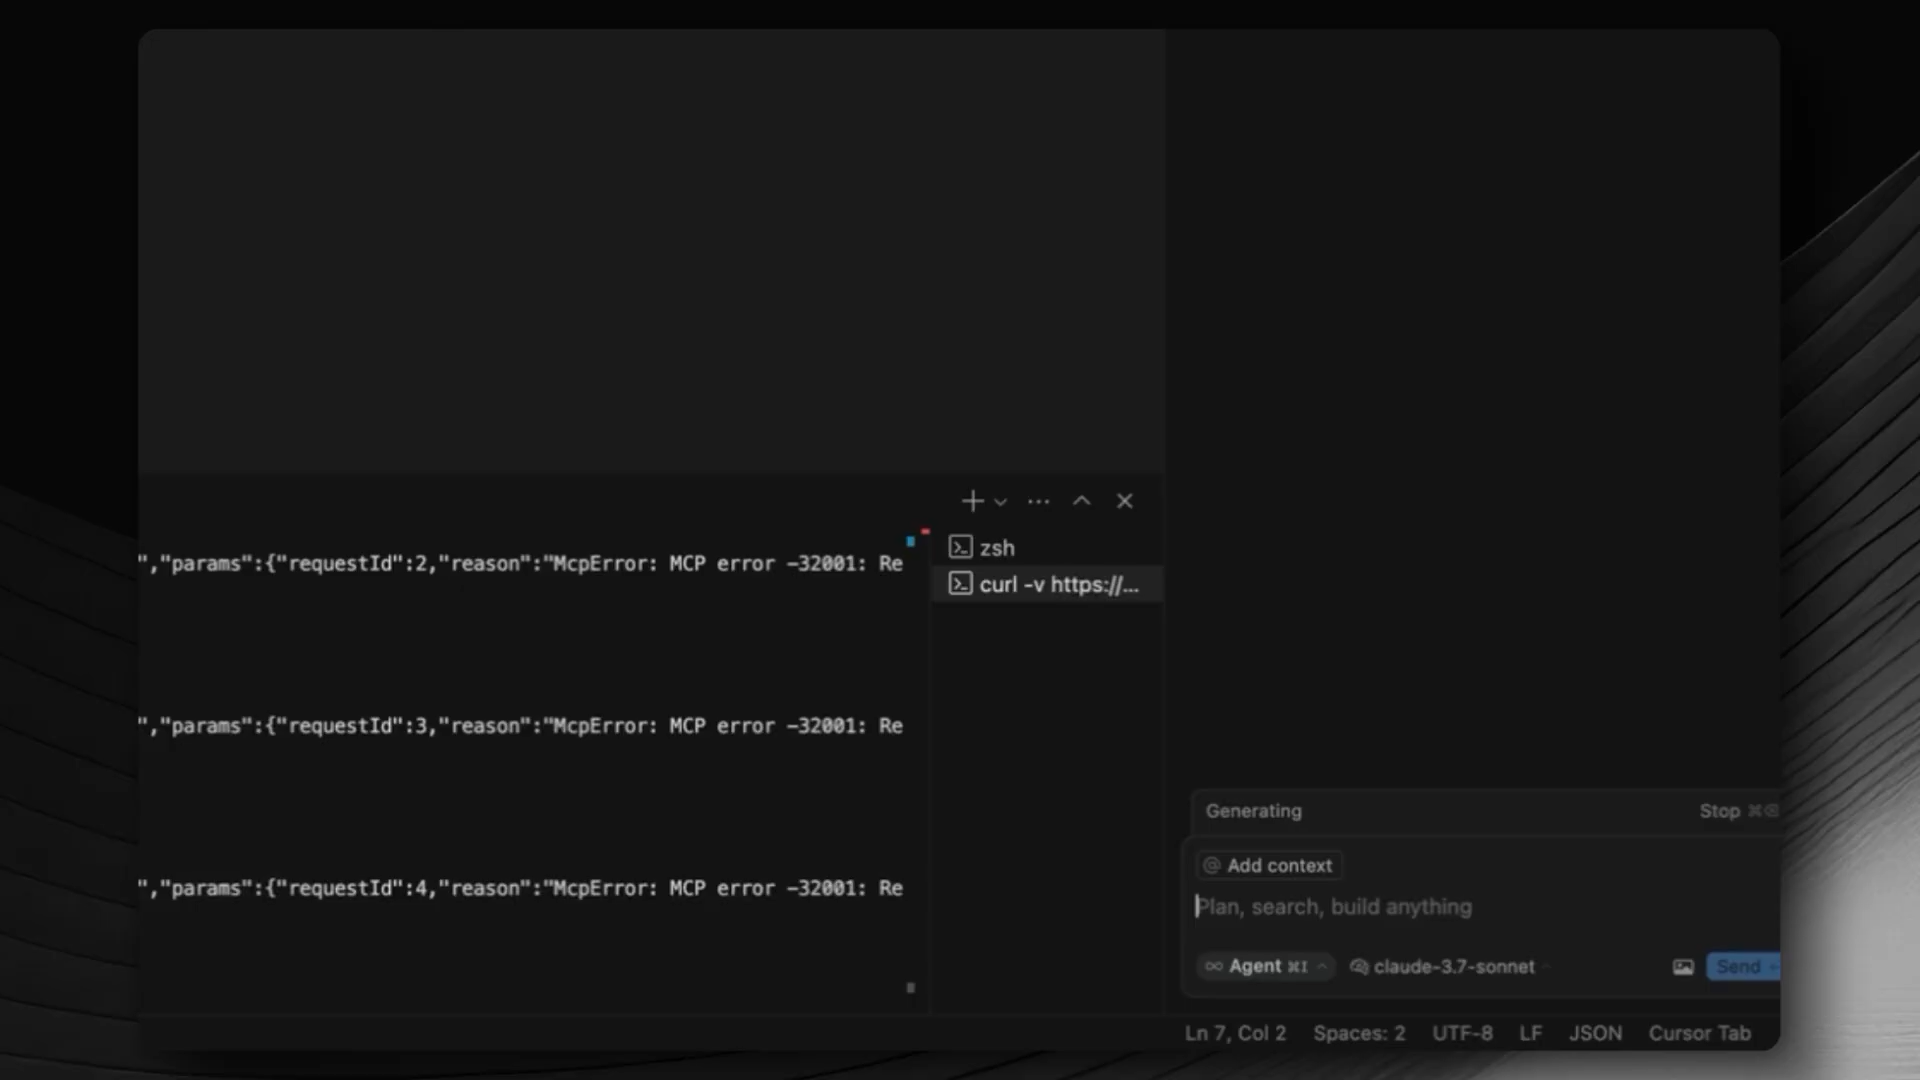 zsh
","params":{"requestId":2,"reason":"McpError: MCP error -32001: Re
curl -v https://...
","params":{"requestId":3,"reason":"McpError: MCP error -32001: Re
","params":{"requestId":4,"reason":"McpError: MCP error -32001: Re
Generating Stop ⌘⌫
@ Add context
Plan, search, build anything
∞ Agent ⌘I claude-3.7-sonnet Send
Ln 7, Col 2 Spaces: 2 UTF-8 LF JSON Cursor Tab